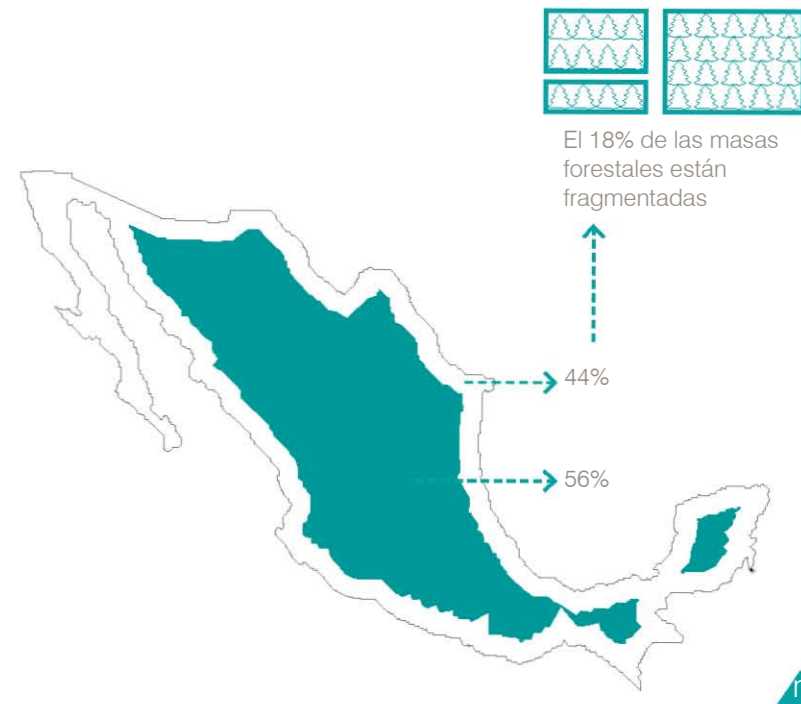 El 18% de las masas
forestales están
fragmentadas
44%
56%